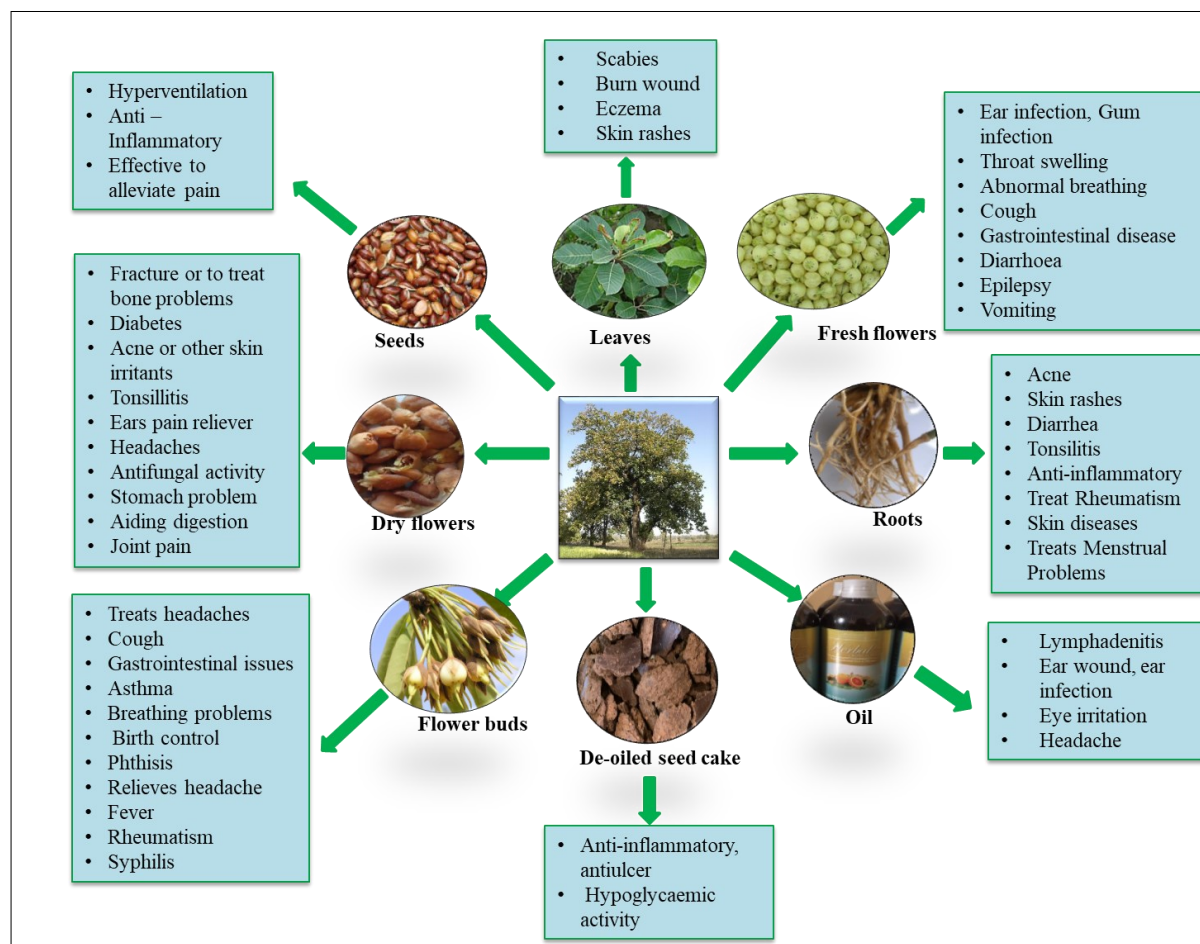 • Hyperventilation
• Anti –
Inflammatory
• Effective to
alleviate pain
• Scabies
• Burn wound
• Eczema
• Skin rashes
• Ear infection, Gum
infection
• Throat swelling
• Abnormal breathing
• Cough
• Gastrointestinal disease
• Diarrhoea
• Epilepsy
• Vomiting
Seeds
Leaves
Fresh flowers
• Fracture or to treat
bone problems
• Diabetes
• Acne or other skin
irritants
• Tonsillitis
• Ears pain reliever
• Headaches
• Antifungal activity
• Stomach problem
• Aiding digestion
• Joint pain
Dry flowers
Roots
• Acne
• Skin rashes
• Diarrhea
• Tonsilitis
• Anti-inflammatory
• Treat Rheumatism
• Skin diseases
• Treats Menstrual
Problems
• Treats headaches
• Cough
• Gastrointestinal issues
• Asthma
• Breathing problems
• Birth control
• Phthisis
• Relieves headache
• Fever
• Rheumatism
• Syphilis
Flower buds
De-oiled seed cake
Oil
• Lymphadenitis
• Ear wound, ear
infection
• Eye irritation
• Headache
• Anti-inflammatory,
antiulcer
• Hypoglycaemic
activity